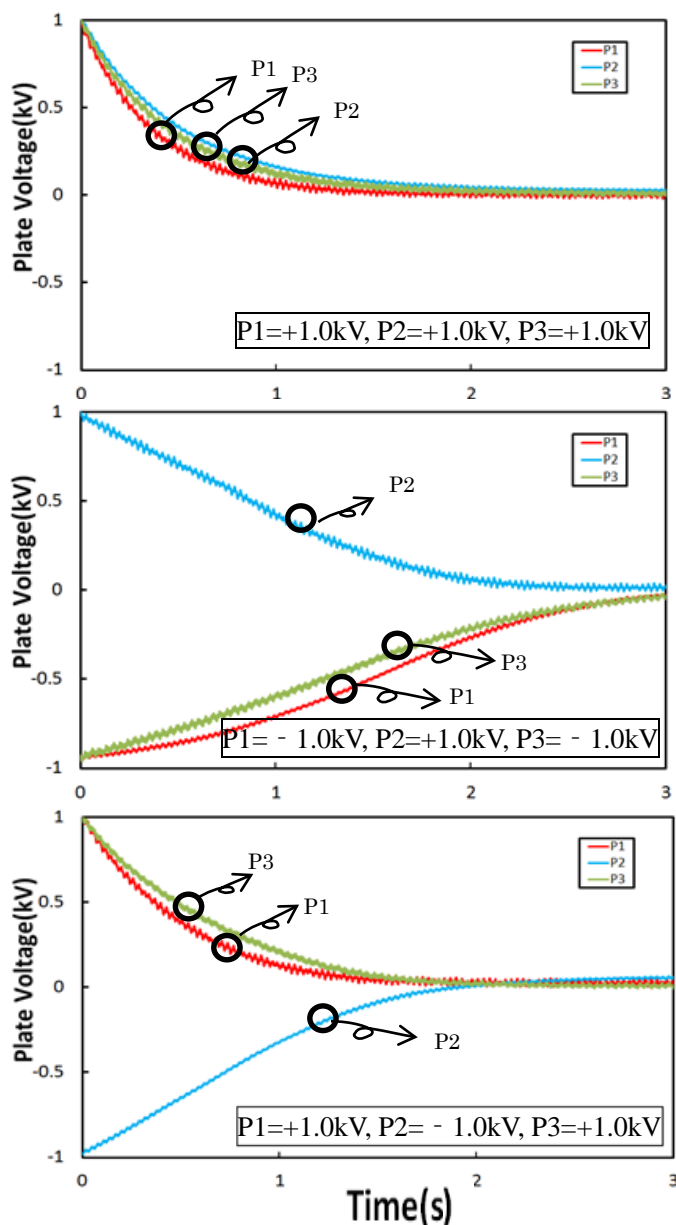 Plate Voltage(kV)
1
0.5
0
-0.5
-1
P1
P3
P2
P1
P2
P3
P1=+1.0kV, P2=+1.0kV, P3=+1.0kV
0
1
2
3
Plate Voltage(kV)
1
0.5
0
-0.5
-1
P2
P3
P1
P1
P2
P3
P1=‐1.0kV, P2=+1.0kV, P3=‐1.0kV
0
1
2
3
Plate Voltage(kV)
1
0.5
0
-0.5
-1
P3
P1
P2
P1
P2
P3
P1=+1.0kV, P2=‐1.0kV, P3=+1.0kV
0
1
2
3
Time(s)